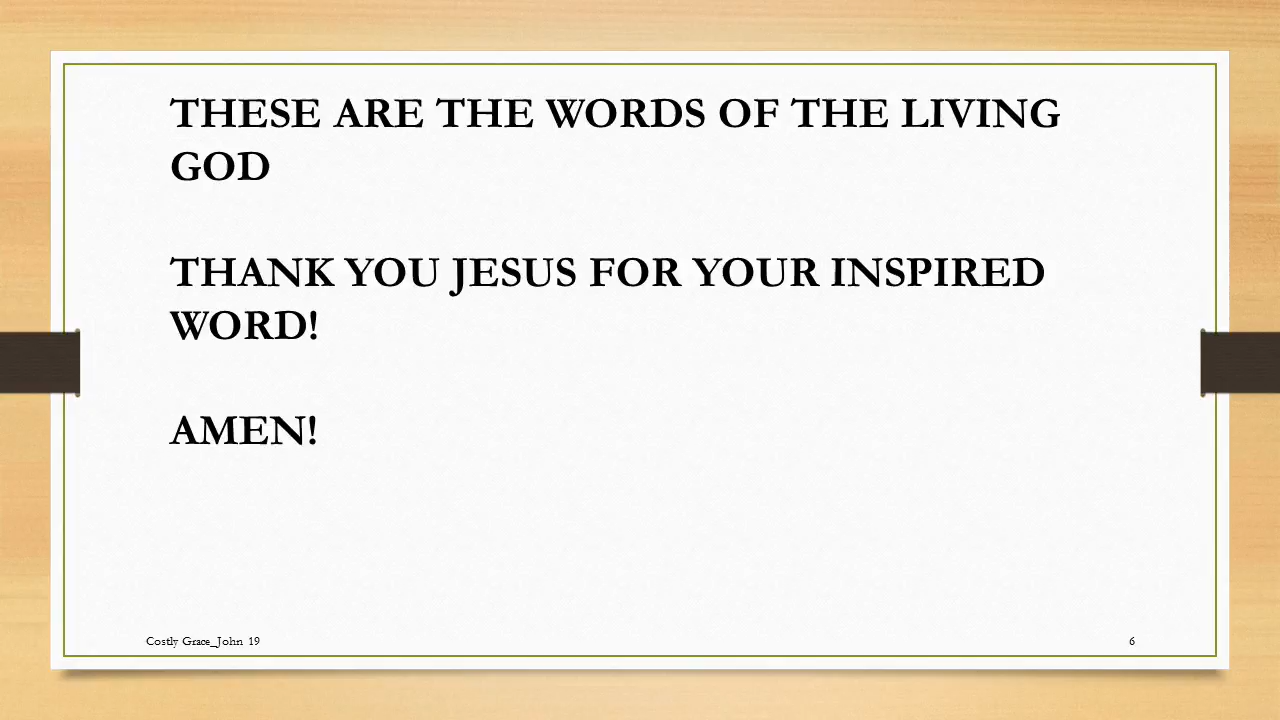 THESE ARE THE WORDS OF THE LIVING
GOD
THANK YOU JESUS FOR YOUR INSPIRED
WORD!
AMEN!
Costly Grace_John 19
6